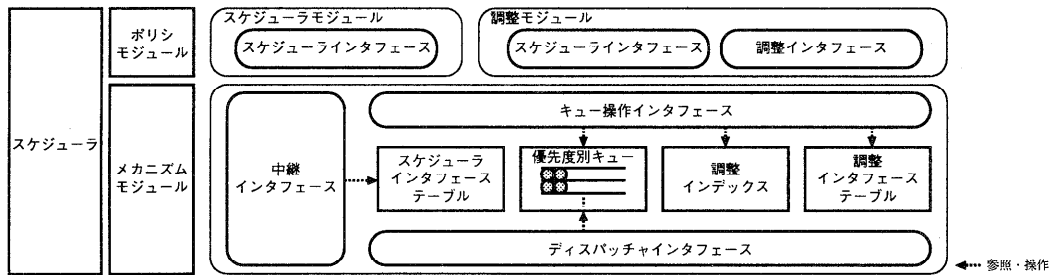 スケジューラ
ポリシ
モジュール
スケジューラモジュール
スケジューラインタフェース
調整モジュール
スケジューラインタフェース
調整インタフェース
メカニズム
モジュール
中継
インタフェース
キュー操作インタフェース
スケジューラ
インタフェース
テーブル
優先度別キュー
調整
インデックス
調整
インタフェース
テーブル
ディスパッチャインタフェース
参照・操作